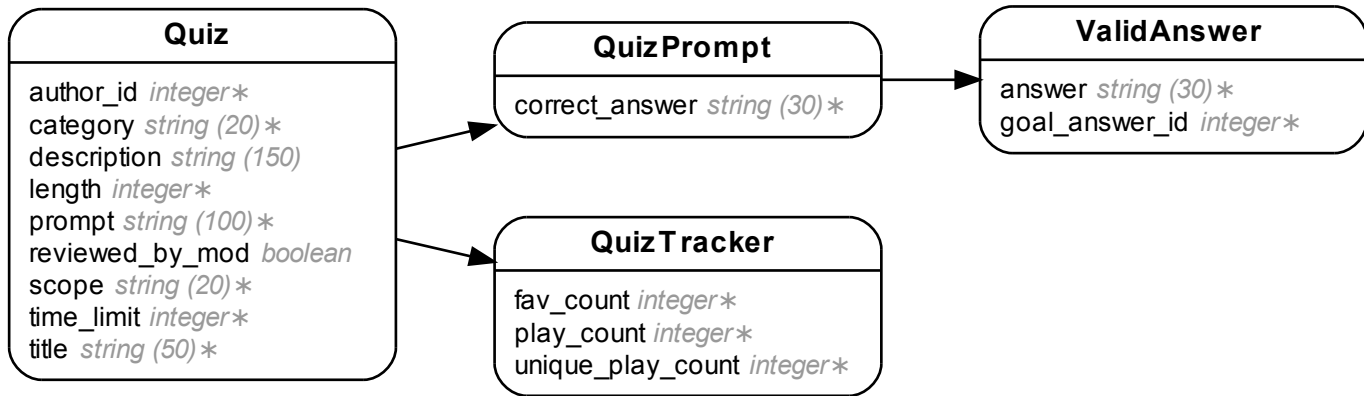 Quiz
author_id integer∗
category string (20)∗
description string (150)
length integer∗
prompt string (100)∗
reviewed_by_mod boolean
scope string (20)∗
time_limit integer∗
title string (50)∗
QuizPrompt
correct_answer string (30)∗
QuizTracker
fav_count integer∗
play_count integer∗
unique_play_count integer∗
ValidAnswer
answer string (30)∗
goal_answer_id integer∗